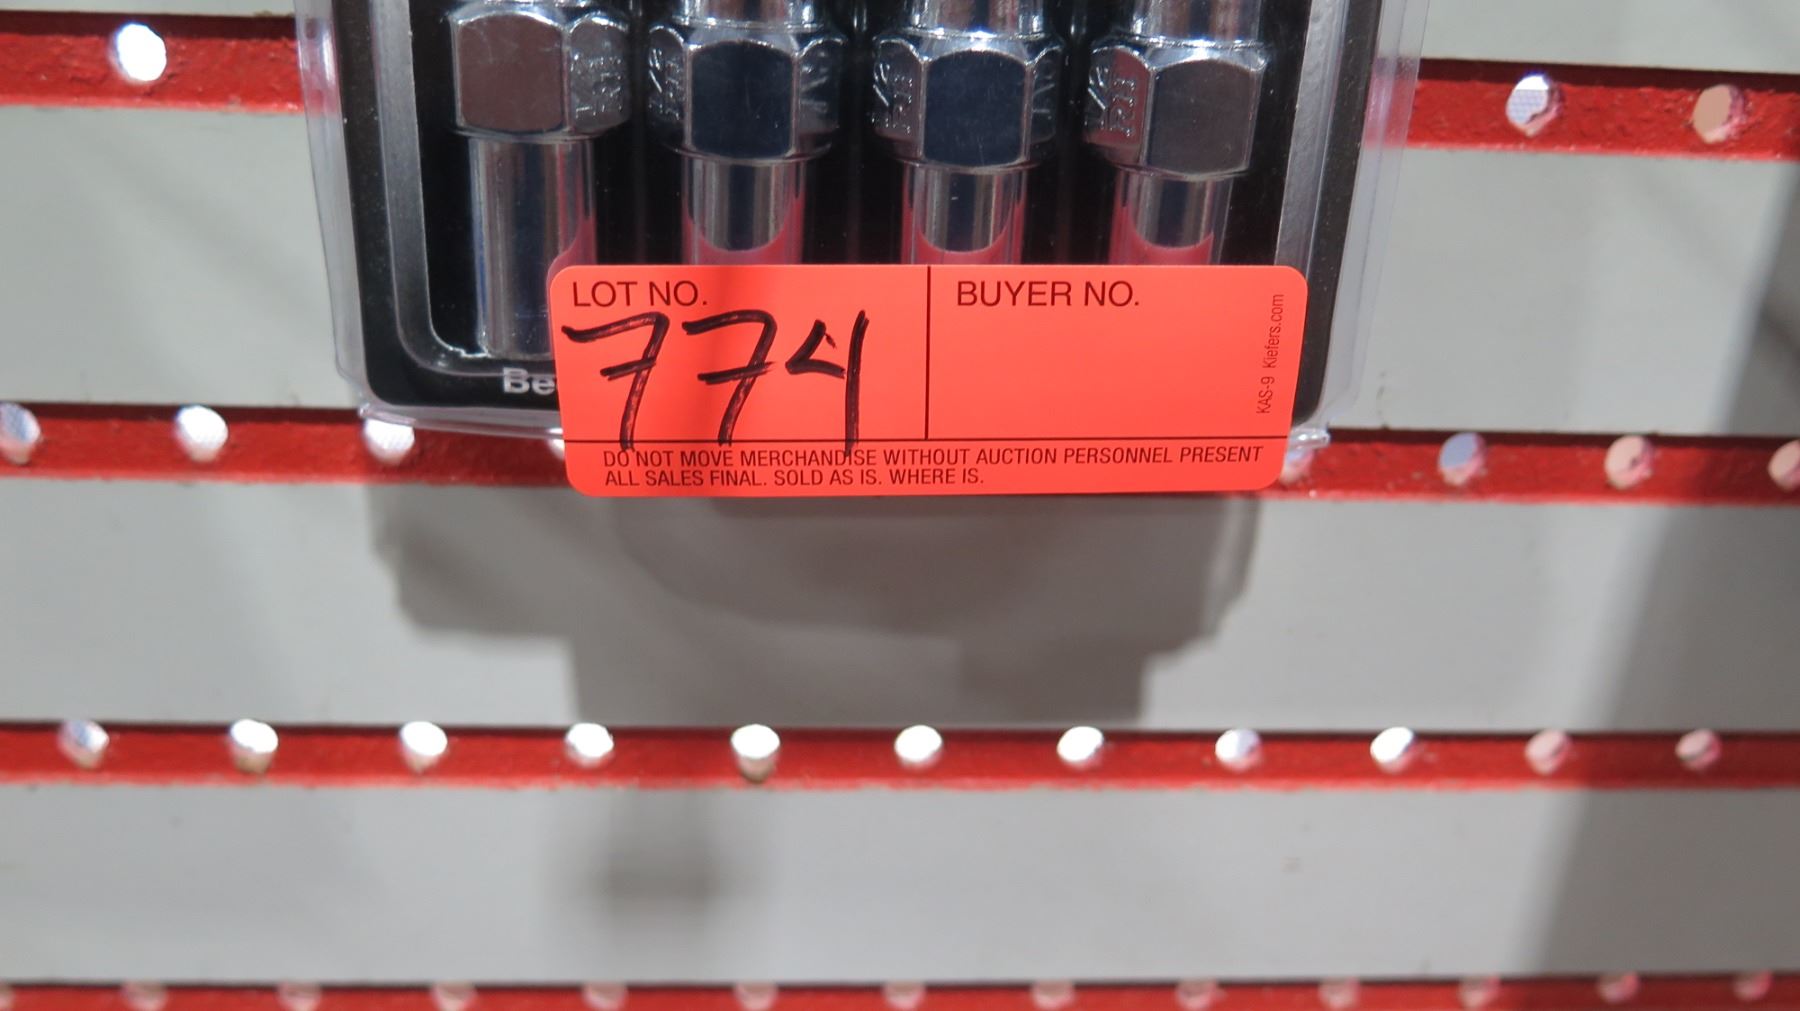 Be
LOT NO.
BUYER NO.
774
KAS-9 Kiefers.com
DO NOT MOVE MERCHANDISE WITHOUT AUCTION PERSONNEL PRESENT
ALL SALES FINAL. SOLD AS IS. WHERE IS.